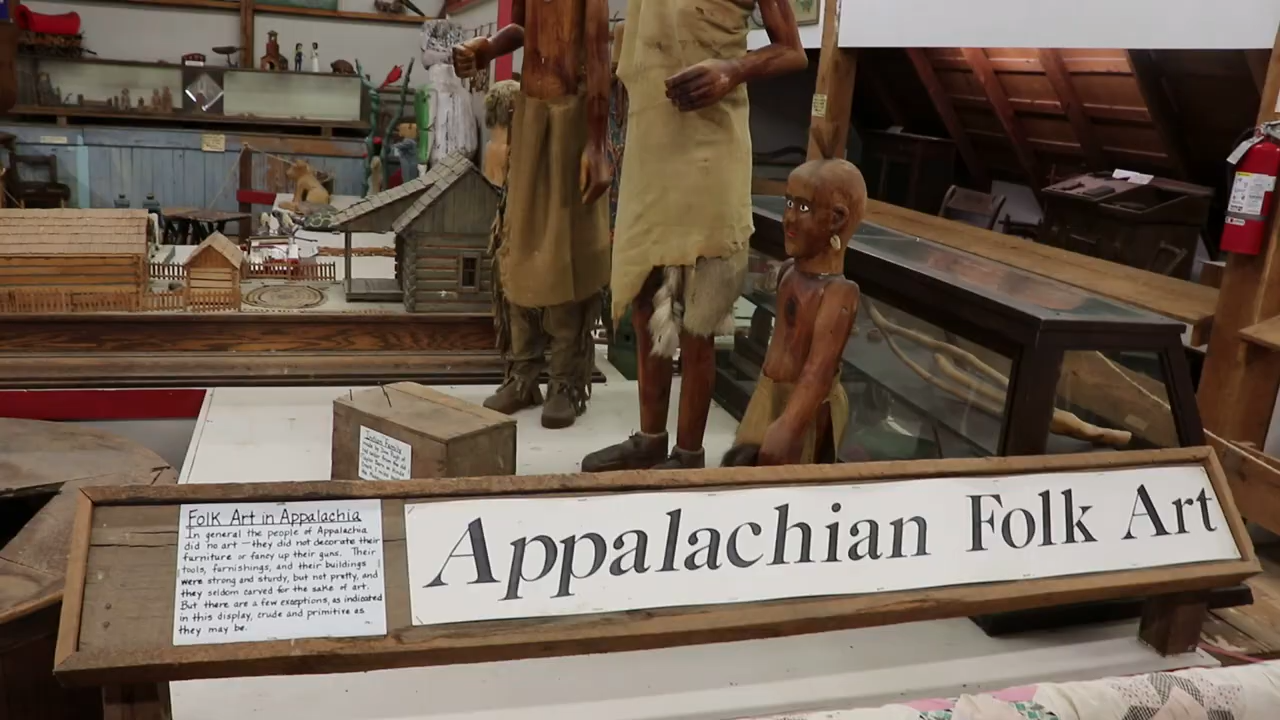 Indian Family
Folk Art in Appalachia
In general the people of Appalachia
did no art — they did not decorate their
furniture or fancy up their guns. Their
tools, furnishings, and their buildings
were strong and sturdy, but not pretty, and
they seldom carved for the sake of art.
But there are a few exceptions, as indicated
in this display, crude and primitive as
they may be.
Appalachian Folk Art